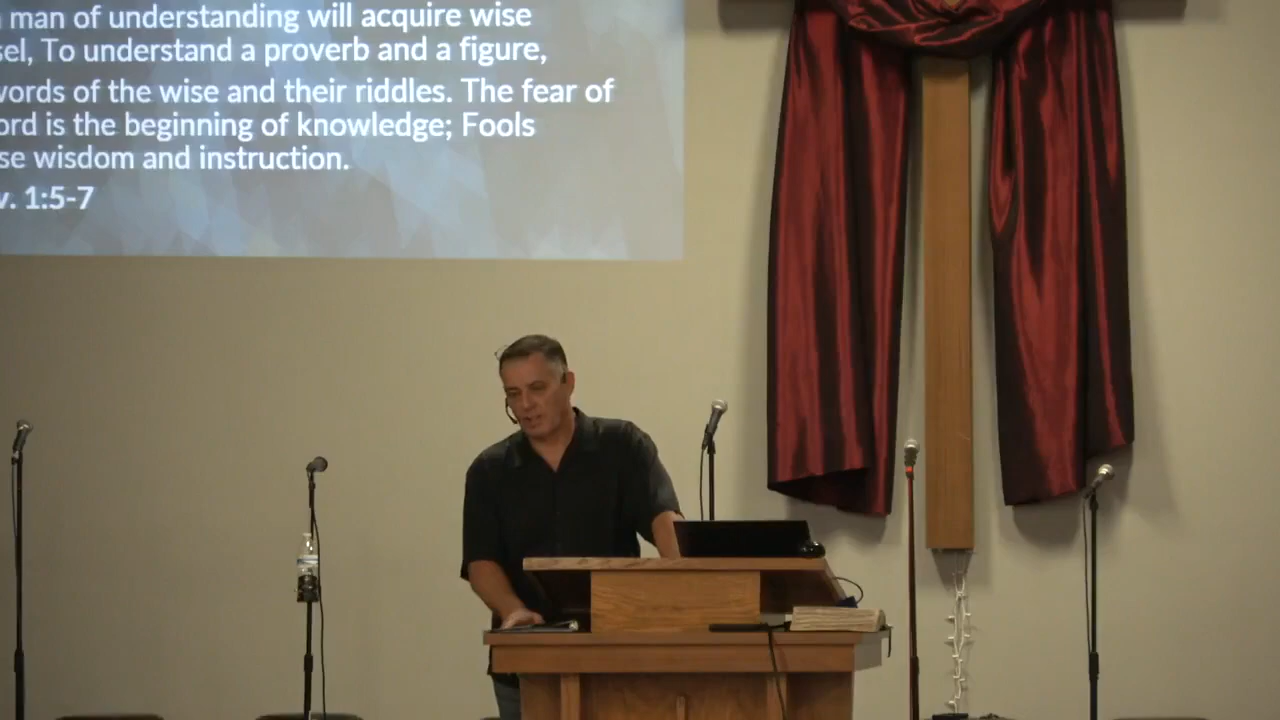 man of understanding will acquire wise
sel, To understand a proverb and a figure,
words of the wise and their riddles. The fear of
ord is the beginning of knowledge; Fools
se wisdom and instruction.
v. 1:5-7